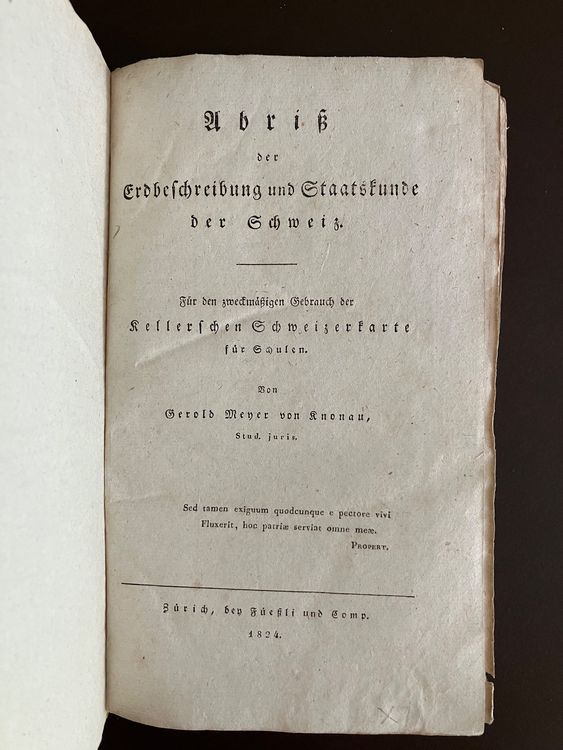 Abriß
der
Erdbeschreibung und Staatskunde
der Schweiz.
Für den zweckmäßigen Gebrauch der
Kellerschen Schweizerkarte
für Schulen.
Von
Gerold Meyer von Knonau,
Stud. juris.
Sed tamen exiguum quodcunque e pectore vivi
Fluxerit, hoc patriæ serviat omne meæ.
Propert.
Zürich, bey Füeßli und Comp.
1824.